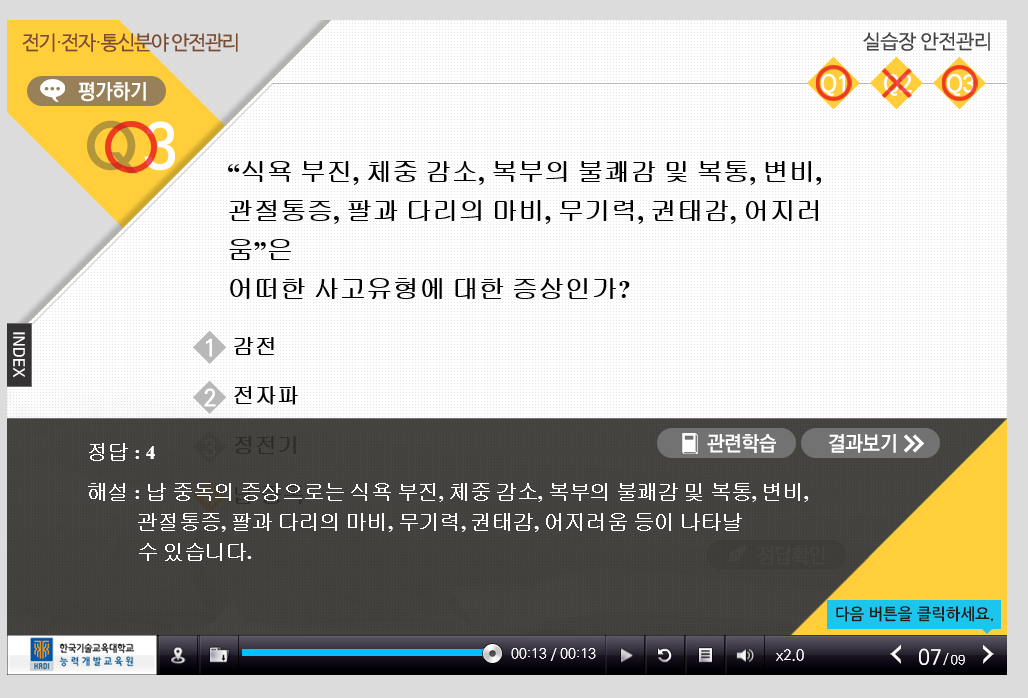 전기·전자·통신분야 안전관리
실습장 안전관리
평가하기
Q1 Q2 Q3
Q3
“식욕 부진, 체중 감소, 복부의 불쾌감 및 복통, 변비,
관절통증, 팔과 다리의 마비, 무기력, 권태감, 어지러
움”은
어떠한 사고유형에 대한 증상인가?
INDEX
1 감전
2 전자파
3 정전기
관련학습
결과보기
정답 : 4
해설 : 납 중독의 증상으로는 식욕 부진, 체중 감소, 복부의 불쾌감 및 복통, 변비,
관절통증, 팔과 다리의 마비, 무기력, 권태감, 어지러움 등이 나타날
수 있습니다.
정답확인
다음 버튼을 클릭하세요.
HRDI
한국기술교육대학교
능력개발교육원
00:13 / 00:13
x2.0
07/09